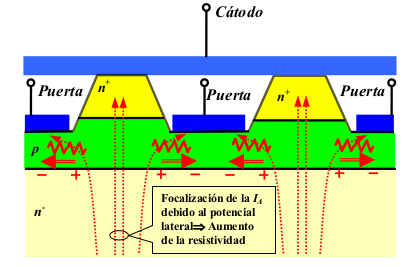 Cátodo
Puerta
n+
Puerta
n+
Puerta
p
− + + − − + + −
n-
Focalización de la IA
debido al potencial
lateral⇒ Aumento
de la resistividad